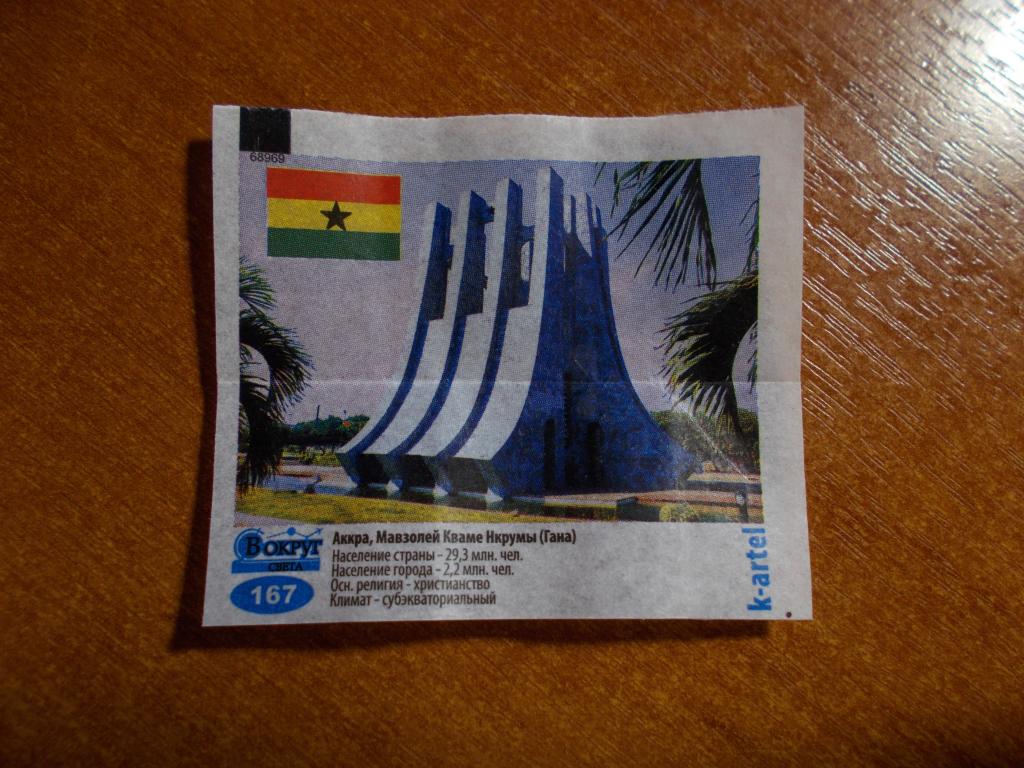 68969
ВОКРУГ
СВЕТА
167
Аккра, Мавзолей Кваме Нкрумы (Гана)
Население страны - 29,3 млн. чел.
Население города - 2,2 млн. чел.
Осн. религия - христианство
Климат - субэкваториальный
k-artel